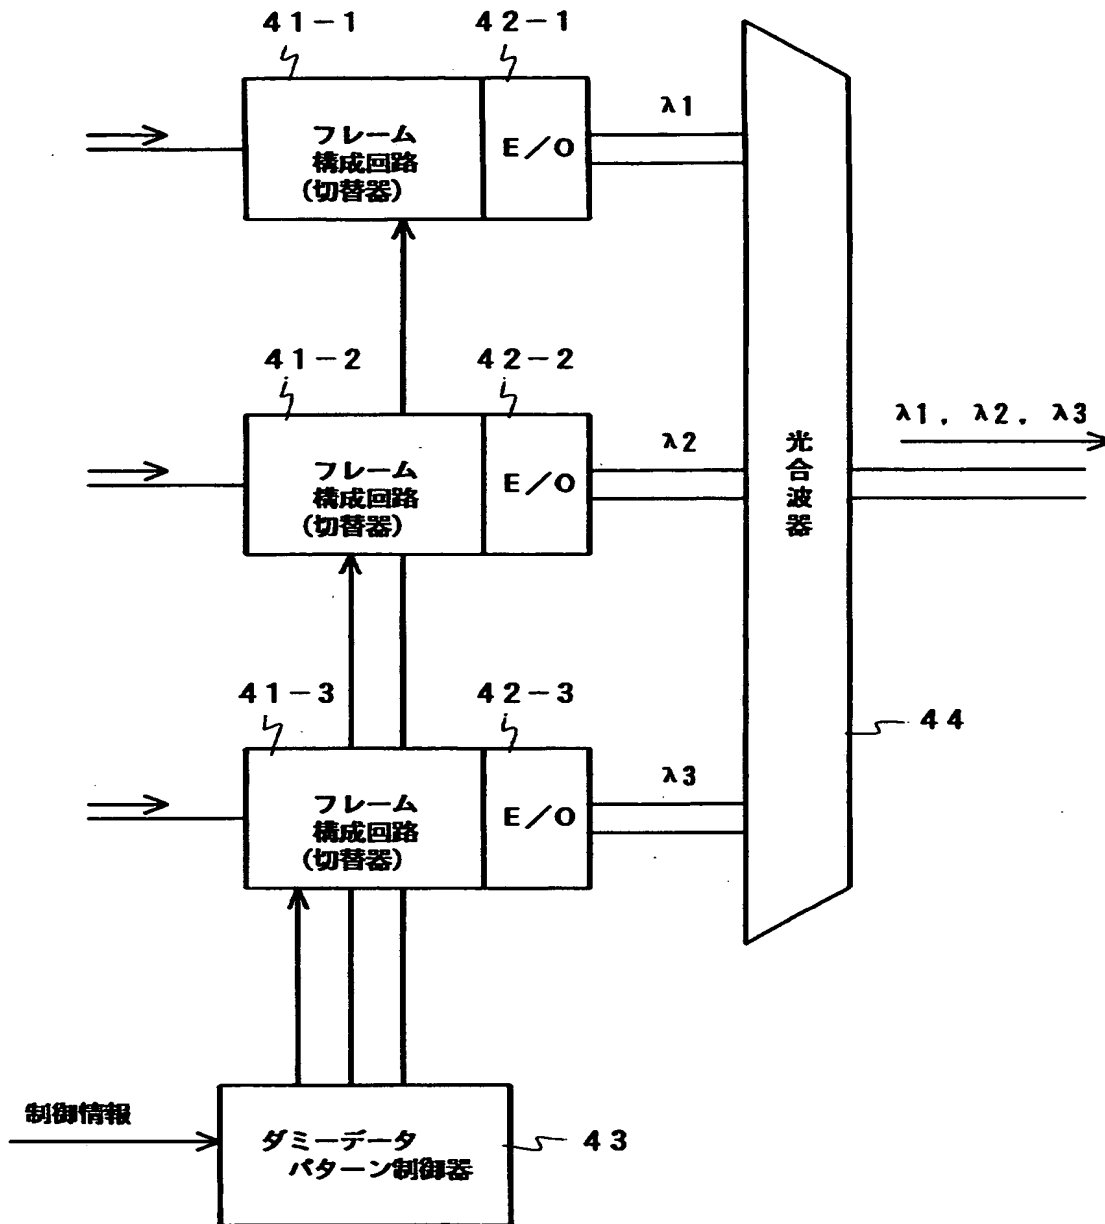 41-1
42-1
フレーム
構成回路
(切替器)
E/O
λ1
41-2
42-2
フレーム
構成回路
(切替器)
E/O
λ2
光合波器
λ1, λ2, λ3
41-3
42-3
フレーム
構成回路
(切替器)
E/O
λ3
44
制御情報
ダミーデータ
パターン制御器
43